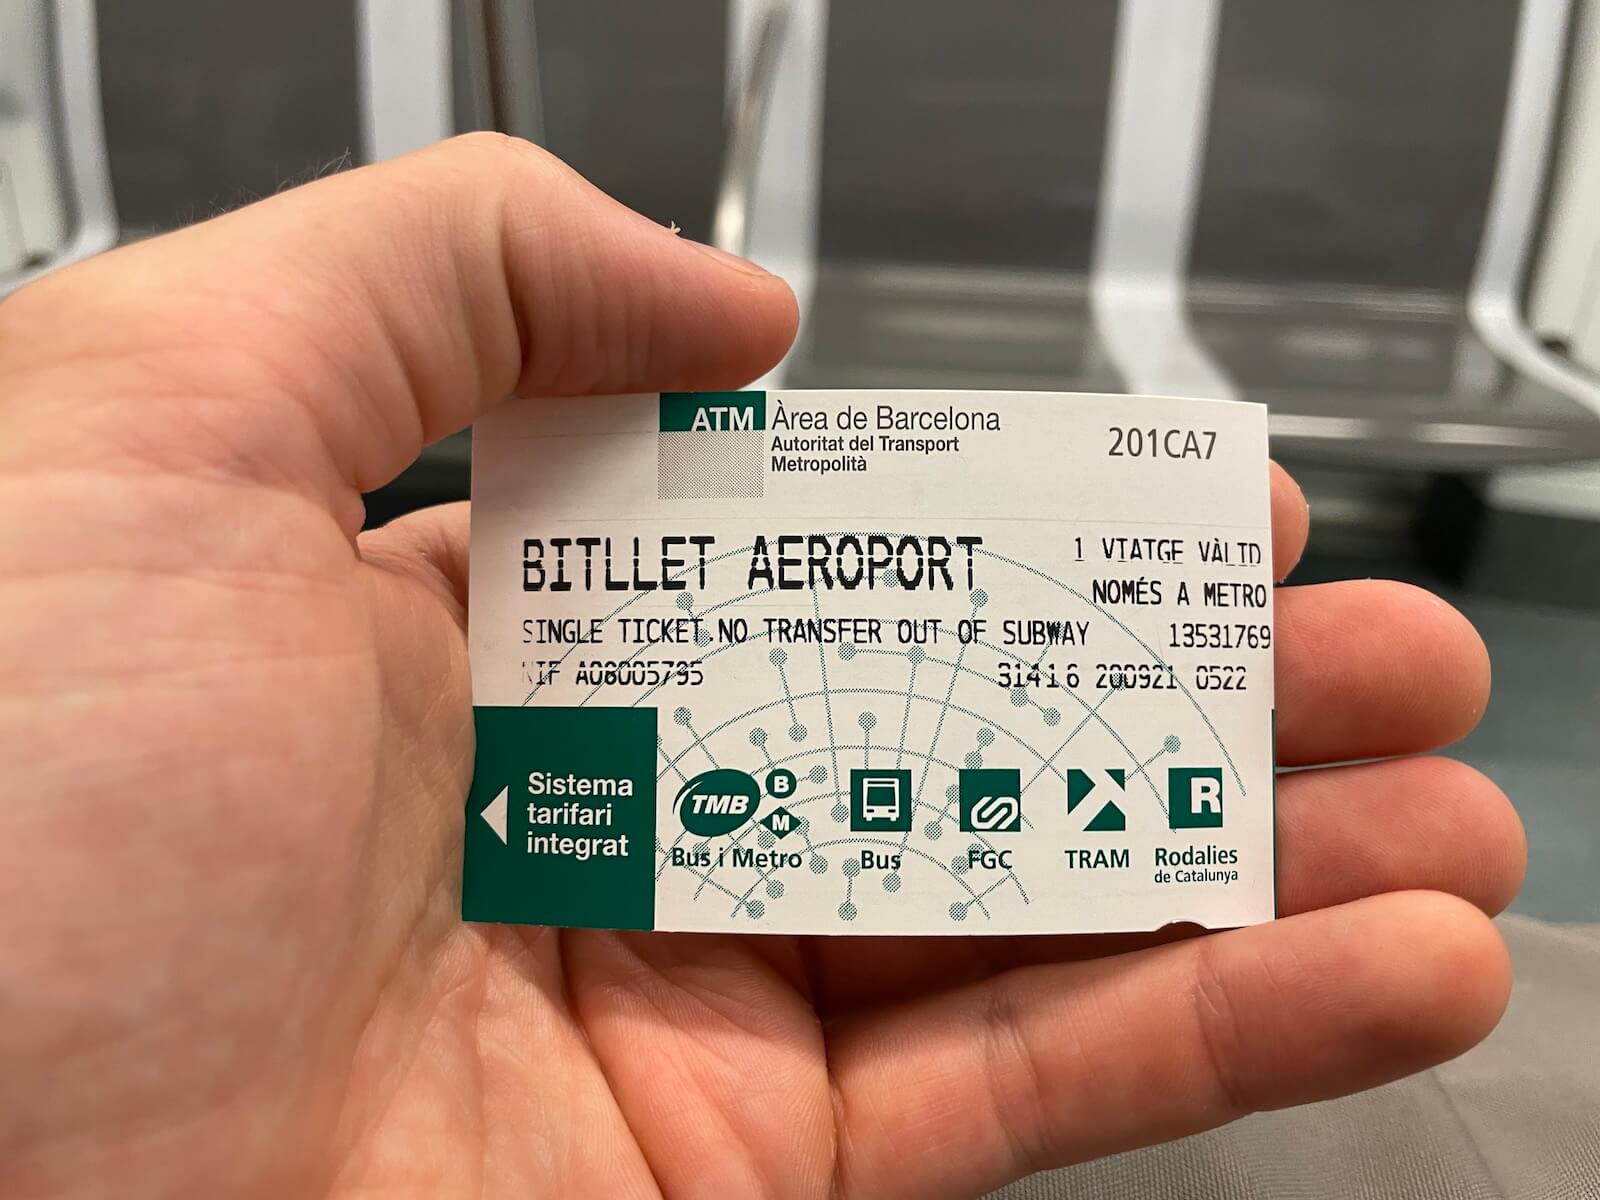 ATM Àrea de Barcelona
Autoritat del Transport
Metropolità
201CA7
BITLLET AEROPORT
1 VIATGE VÀLID
NOMÉS A METRO
SINGLE TICKET,NO TRANSFER OUT OF SUBWAY 13531769
NIF A08005795 31416 200921 0522
Sistema
tarifari
integrat
TMB B M
Bus i Metro
Bus
FGC
TRAM
R
Rodalies
de Catalunya